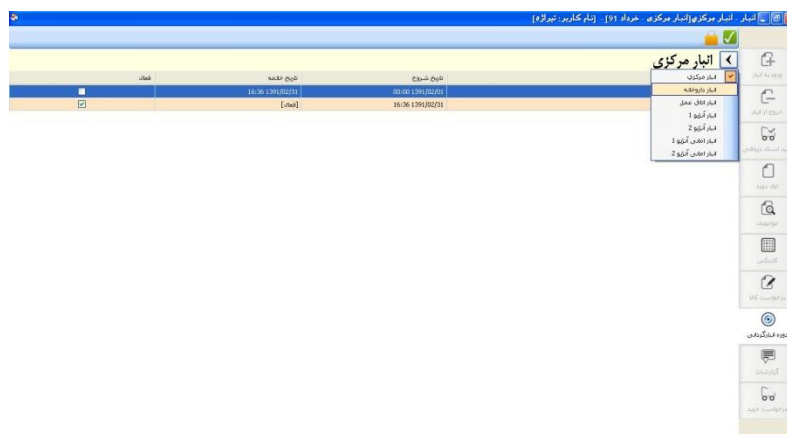 انبار - انبار مرکزی[انبار مرکزی - خرداد 91] - [نام کاربر: تیراژه]
انبار مرکزی
تاریخ شروع تاریخ خاتمه فعال
00:00 1391/02/01 16:36 1391/02/31
16:36 1391/02/31 [فعال]
انبار مرکزی
انبار داروخانه
انبار اتاق عمل
انبار آنژیو 1
انبار آنژیو 2
انبار امانی آنژیو 1
انبار امانی آنژیو 2
ورود به انبار
خروج از انبار
اول دوره
موجودی
کاردکس
درخواست کالا
دوره انبارگردانی
گزارشات
درخواست خرید